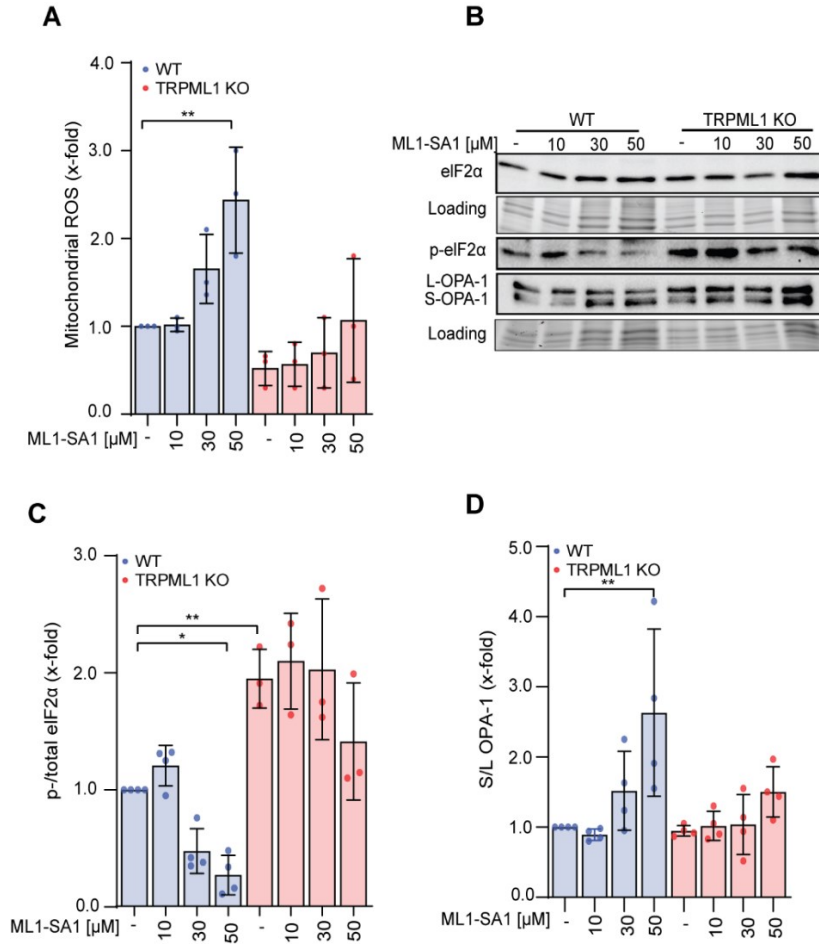 A
Mitochondrial ROS (x-fold)
4.0
3.0
2.0
1.0
0.0
WT
TRPML1 KO
**
ML1-SA1 [µM] - 10 30 50 - 10 30 50
B
WT TRPML1 KO
ML1-SA1 [µM] - 10 30 50 - 10 30 50
eIF2α
Loading
p-eIF2α
L-OPA-1
S-OPA-1
Loading
C
p-/total eIF2α (x-fold)
3.0
2.0
1.0
0.0
WT
TRPML1 KO
**
*
ML1-SA1 [µM] - 10 30 50 - 10 30 50
D
S/L OPA-1 (x-fold)
5.0
4.0
3.0
2.0
1.0
0.0
WT
TRPML1 KO
**
ML1-SA1 [µM] - 10 30 50 - 10 30 50